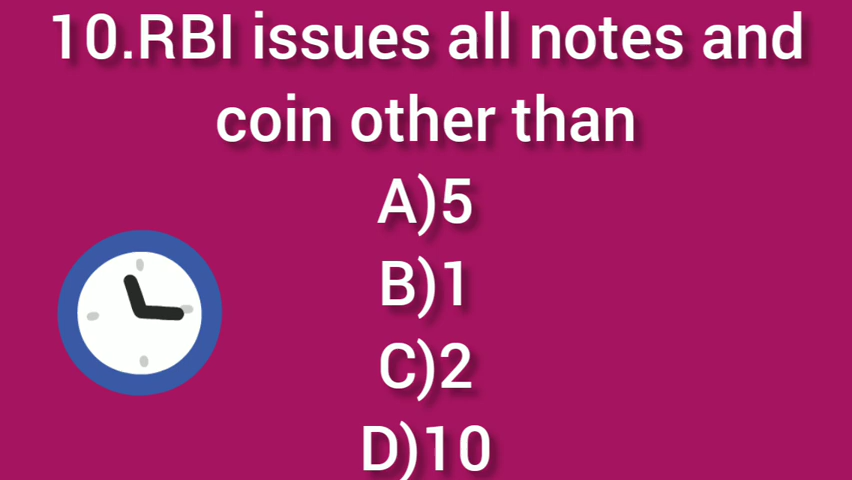 10.RBI issues all notes and
coin other than
A)5
B)1
C)2
D)10